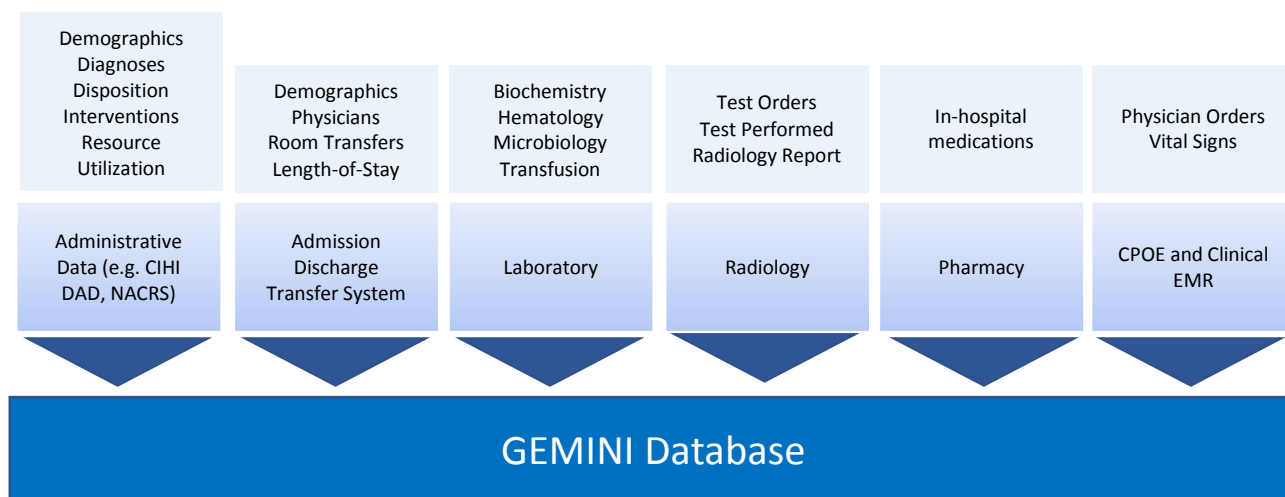 Demographics
Diagnoses
Disposition
Interventions
Resource
Utilization
Demographics
Physicians
Room Transfers
Length-of-Stay
Biochemistry
Hematology
Microbiology
Transfusion
Test Orders
Test Performed
Radiology Report
In-hospital
medications
Physician Orders
Vital Signs
Administrative
Data (e.g. CIHI
DAD, NACRS)
Admission
Discharge
Transfer System
Laboratory
Radiology
Pharmacy
CPOE and Clinical
EMR
GEMINI Database